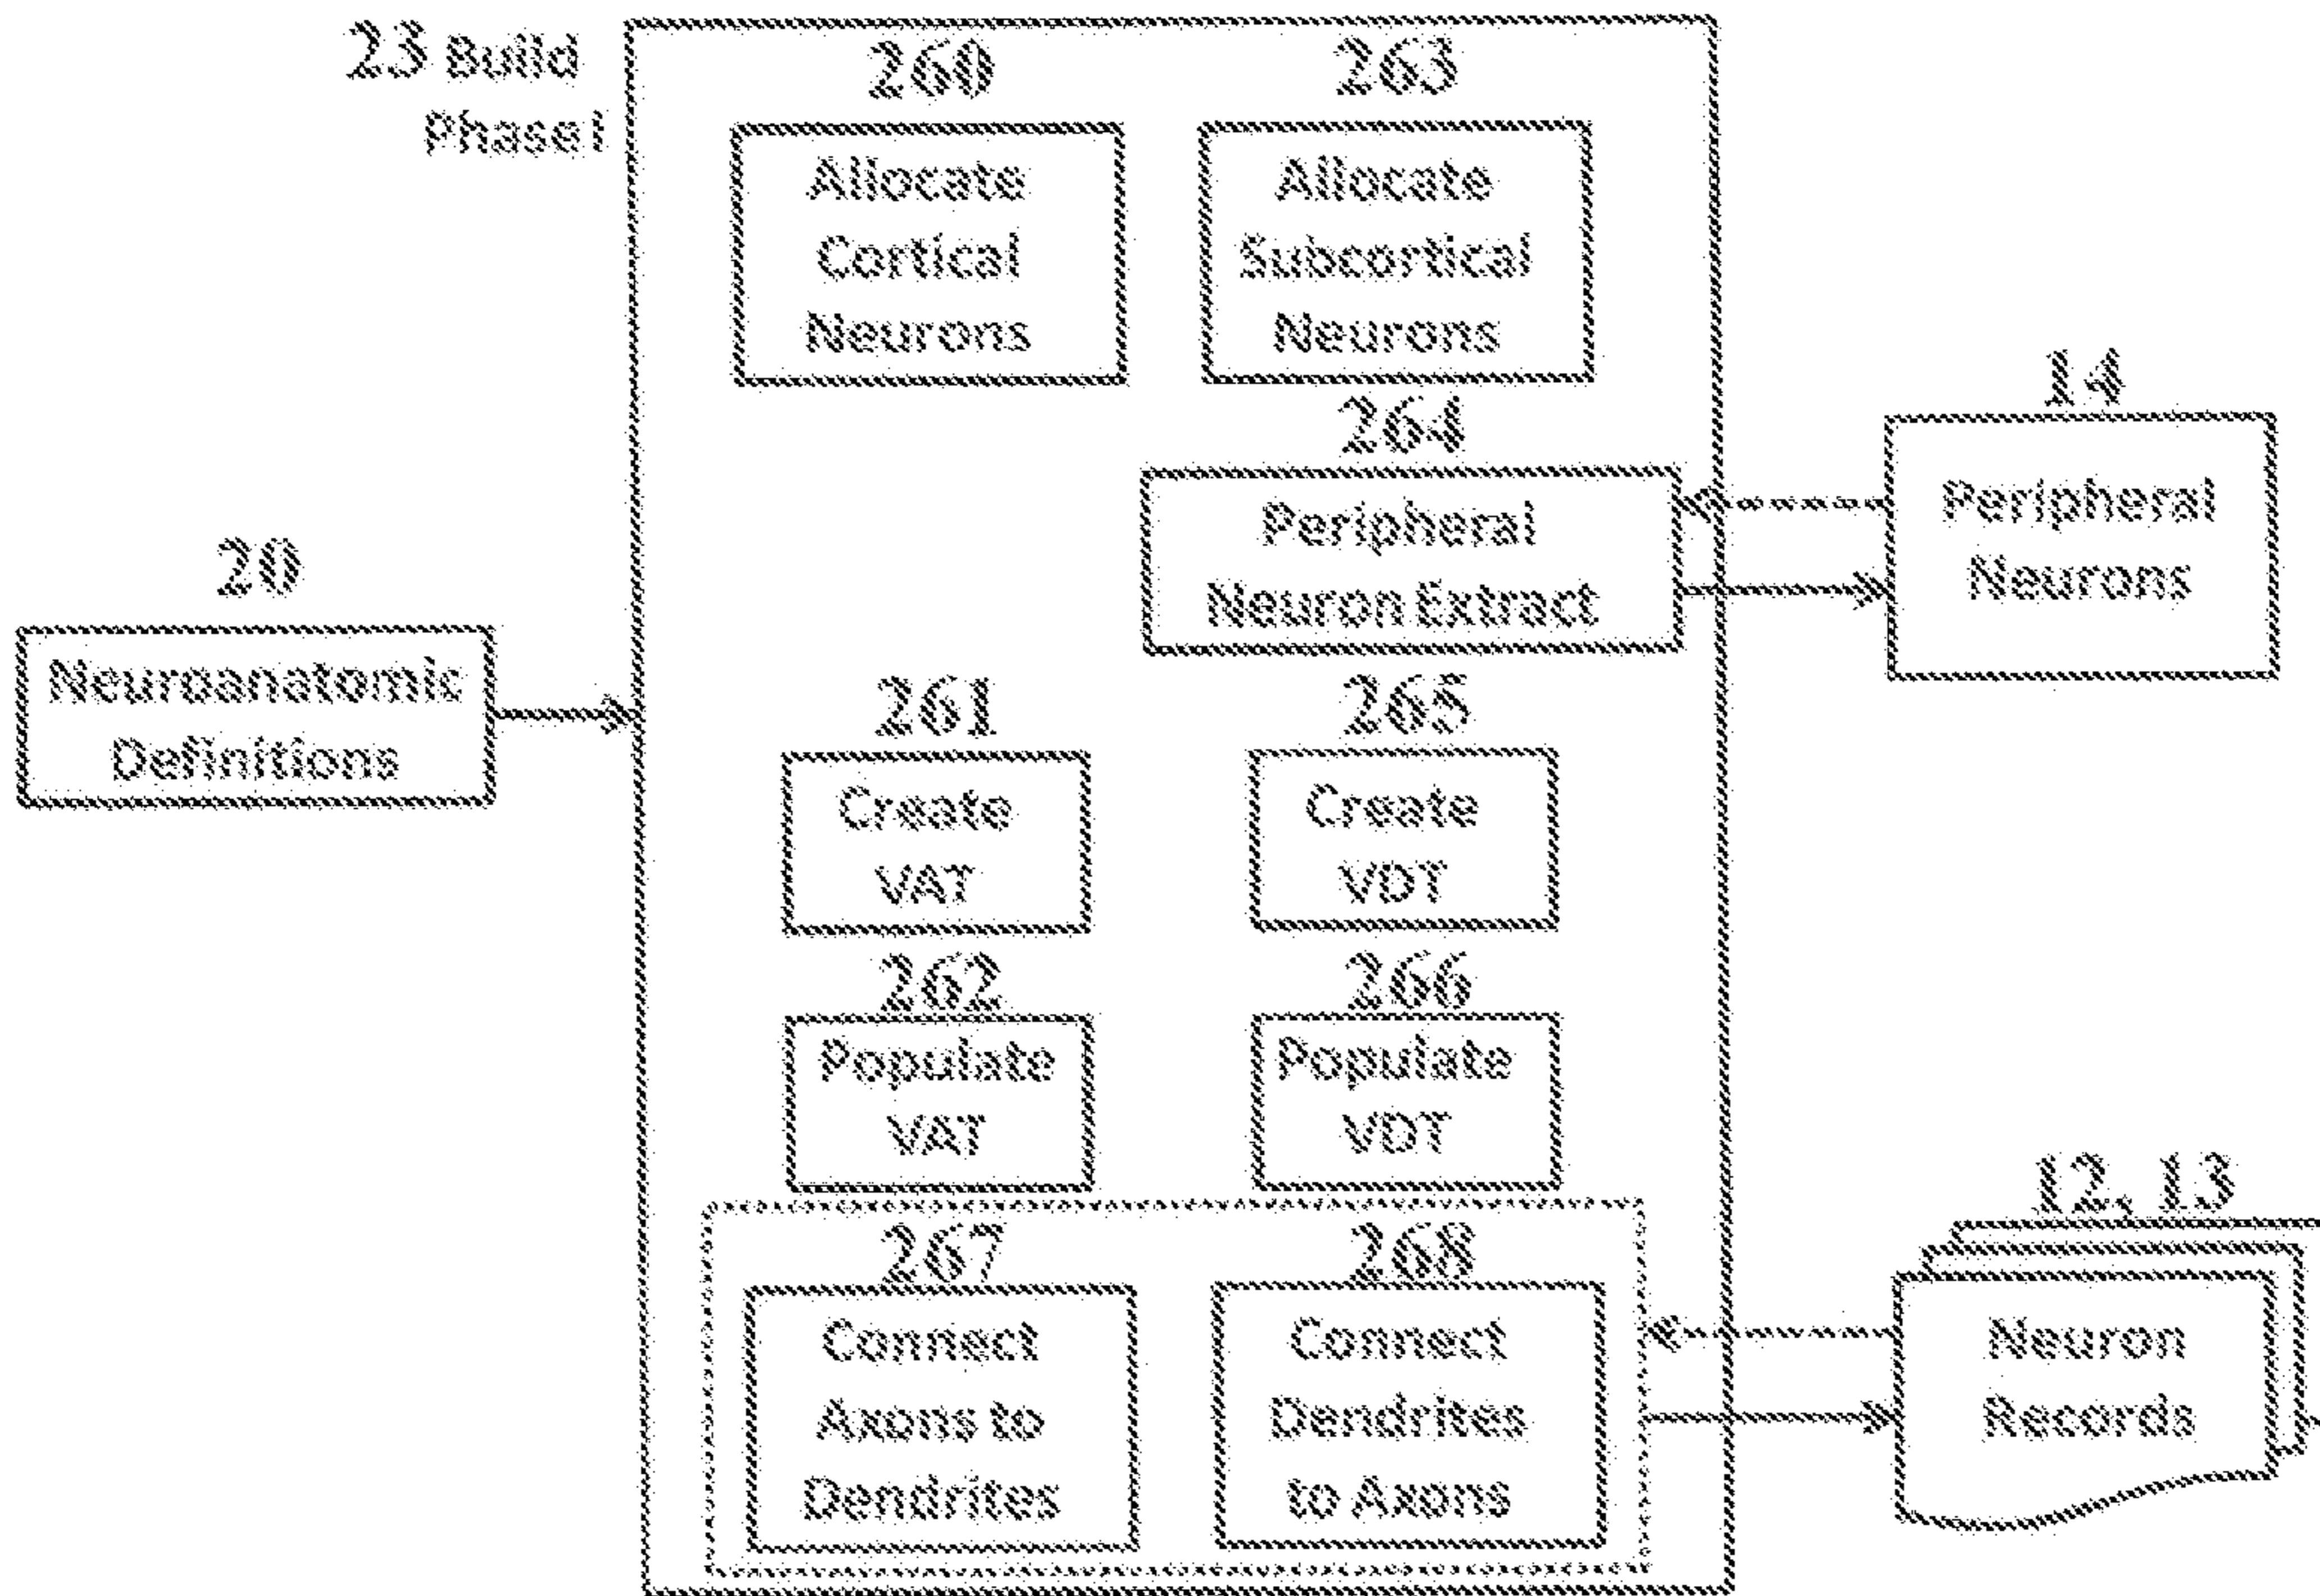 23 Build
Phase I
260
Allocate
Cortical
Neurons
263
Allocate
Subcortical
Neurons
264
Peripheral
Neuron Extract
14
Peripheral
Neurons
20
Neuroanatomic
Definitions
261
Create
VAT
265
Create
VDT
262
Populate
VAT
266
Populate
VDT
267
Connect
Axons to
Dendrites
268
Connect
Dendrites
to Axons
12, 13
Neuron
Records